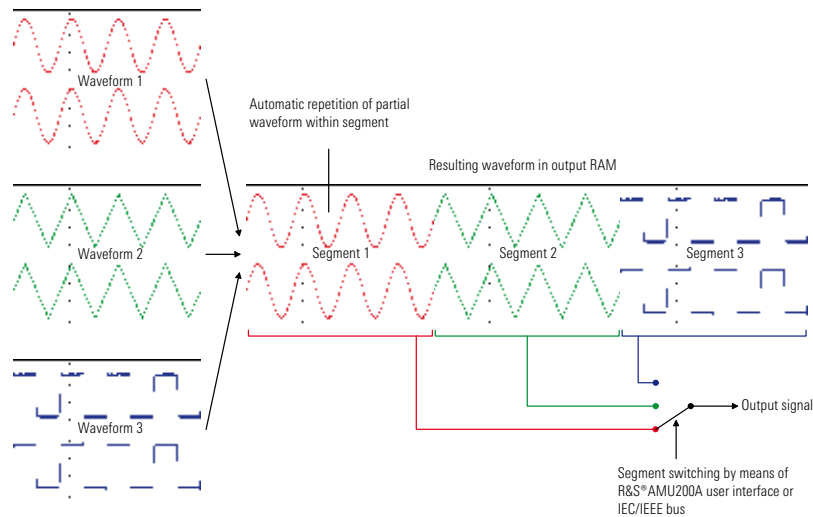 Waveform 1
Automatic repetition of partial
waveform within segment
Resulting waveform in output RAM
Waveform 2
Segment 1
Segment 2
Segment 3
Waveform 3
Output signal
Segment switching by means of
R&S®AMU200A user interface or
IEC/IEEE bus